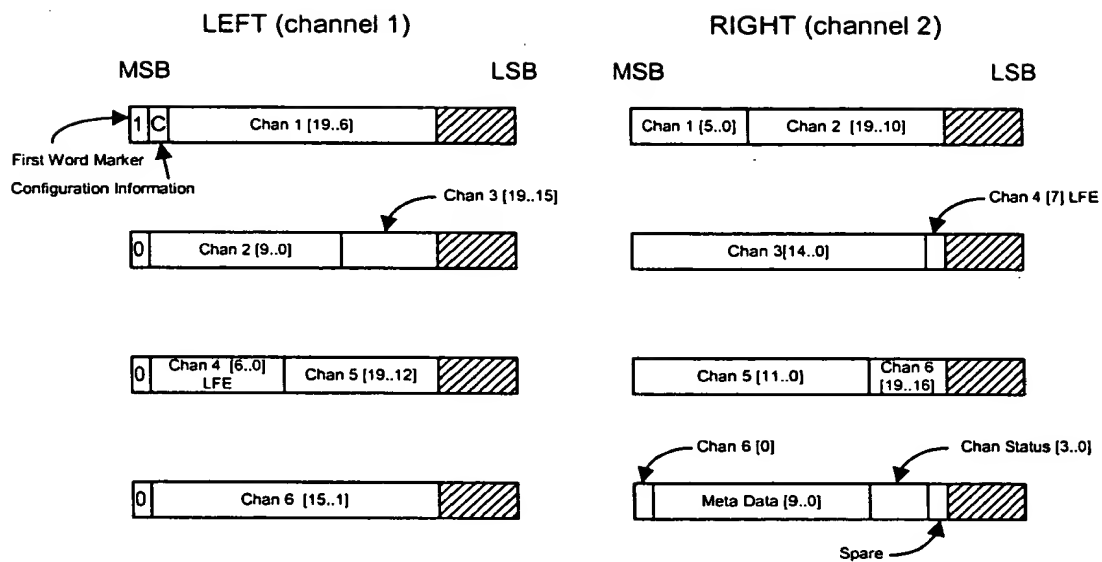 LEFT (channel 1)
RIGHT (channel 2)
MSB
LSB
MSB
LSB
1
C
Chan 1 [19..6]
Chan 1 [5..0]
Chan 2 [19..10]
First Word Marker
Configuration Information
Chan 3 [19..15]
Chan 4 [7] LFE
0
Chan 2 [9..0]
Chan 3[14..0]
0
Chan 4 [6..0]
LFE
Chan 5 [19..12]
Chan 5 [11..0]
Chan 6
[19..16]
Chan 6 [0]
Chan Status [3..0]
0
Chan 6 [15..1]
Meta Data [9..0]
Spare